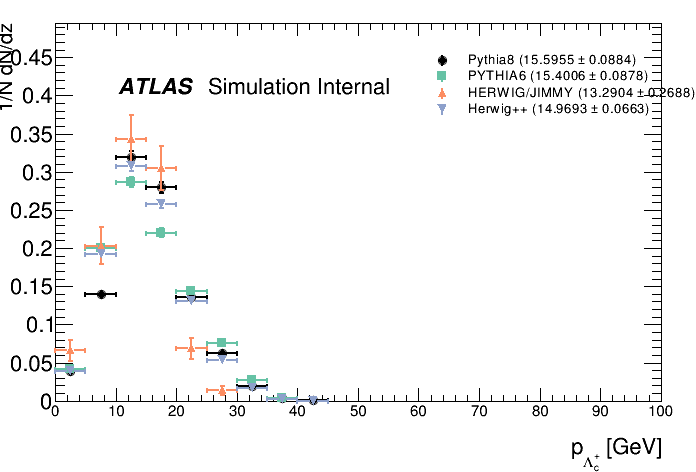 1/N dN/dz
0.45
0.4
0.35
0.3
0.25
0.2
0.15
0.1
0.05
0
ATLAS Simulation Internal
Pythia8 (15.5955 ± 0.0884)
PYTHIA6 (15.4006 ± 0.0878)
HERWIG/JIMMY (13.2904 ± 0.2688)
Herwig++ (14.9693 ± 0.0663)
0 10 20 30 40 50 60 70 80 90 100
p_Λ_c^+ [GeV]